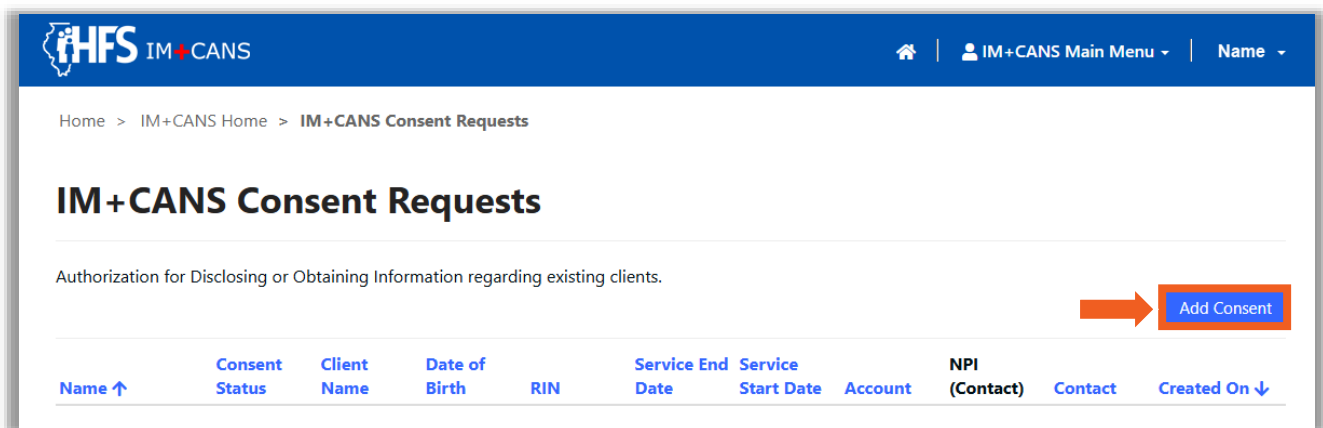 iHFS IM+CANS IM+CANS Main Menu Name
Home > IM+CANS Home > IM+CANS Consent Requests
IM+CANS Consent Requests
Authorization for Disclosing or Obtaining Information regarding existing clients.
Add Consent
Name ↑ Consent Status Client Name Date of Birth RIN Service End Date Service Start Date Account NPI (Contact) Contact Created On ↓